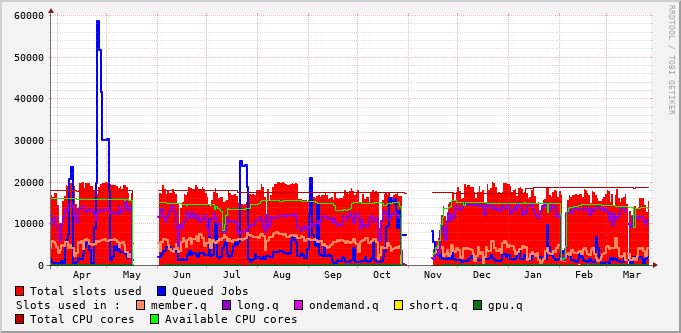 60000
50000
40000
30000
20000
10000
0
Apr May Jun Jul Aug Sep Oct Nov Dec Jan Feb Mar
RRDTOOL / TOBI OETIKER
Total slots used Queued Jobs
Slots used in : member.q long.q ondemand.q short.q gpu.q
Total CPU cores Available CPU cores